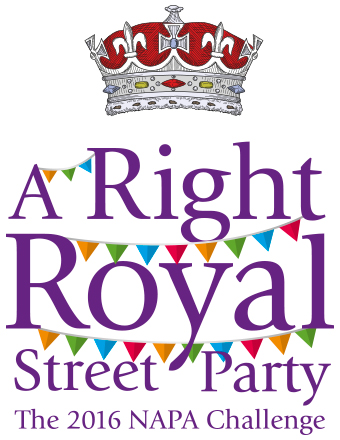 A Right
Royal
Street Party
The 2016 NAPA Challenge